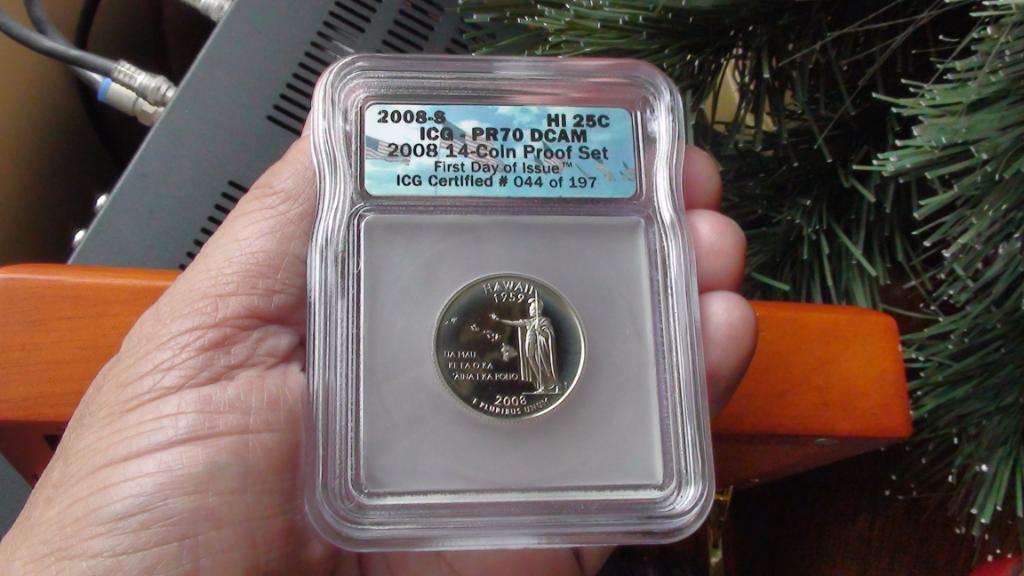 2008-S HI 25C
ICG - PR70 DCAM
2008 14-Coin Proof Set
First Day of Issue™
ICG Certified # 044 of 197
HAWAII
1959
UA MAU
KE EA O KA
ʻĀINA I KA PONO
2008
E PLURIBUS UNUM